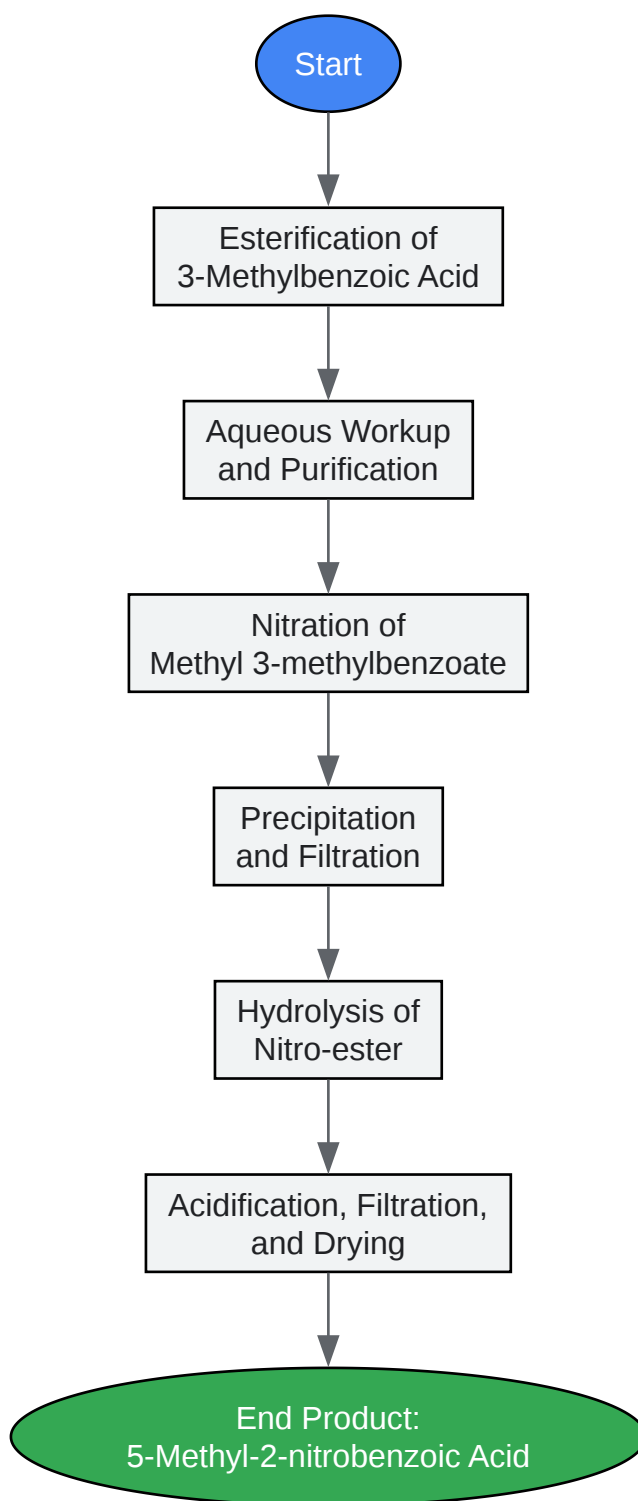 Start
Esterification of
3-Methylbenzoic Acid
Aqueous Workup
and Purification
Nitration of
Methyl 3-methylbenzoate
Precipitation
and Filtration
Hydrolysis of
Nitro-ester
Acidification, Filtration,
and Drying
End Product:
5-Methyl-2-nitrobenzoic Acid